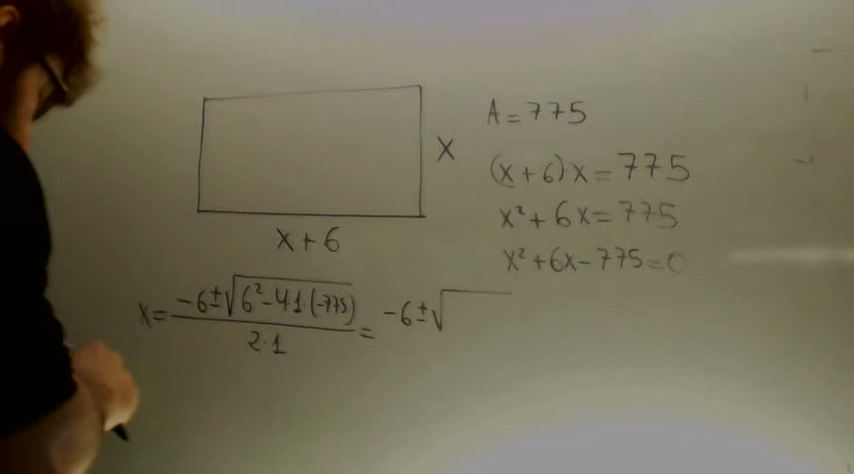 A = 775
x
(x + 6) x = 775
x² + 6x = 775
x + 6
x² + 6x - 775 = 0
x = -6 ± √6² - 4·1·(-775) / 2·1 = -6 ± √